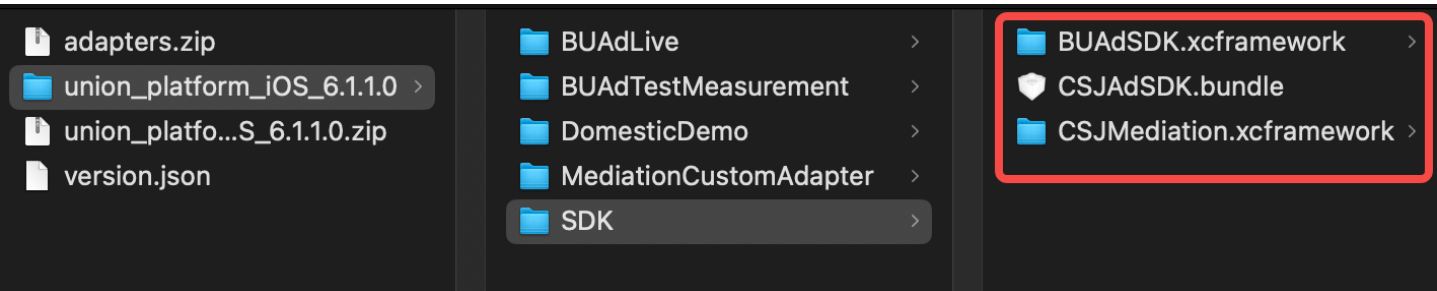 adapters.zip
union_platform_iOS_6.1.1.0
union_platfo...S_6.1.1.0.zip
version.json
BUAdLive
BUAdTestMeasurement
DomesticDemo
MediationCustomAdapter
SDK
BUAdSDK.xcframework
CSJAdSDK.bundle
CSJMediation.xcframework